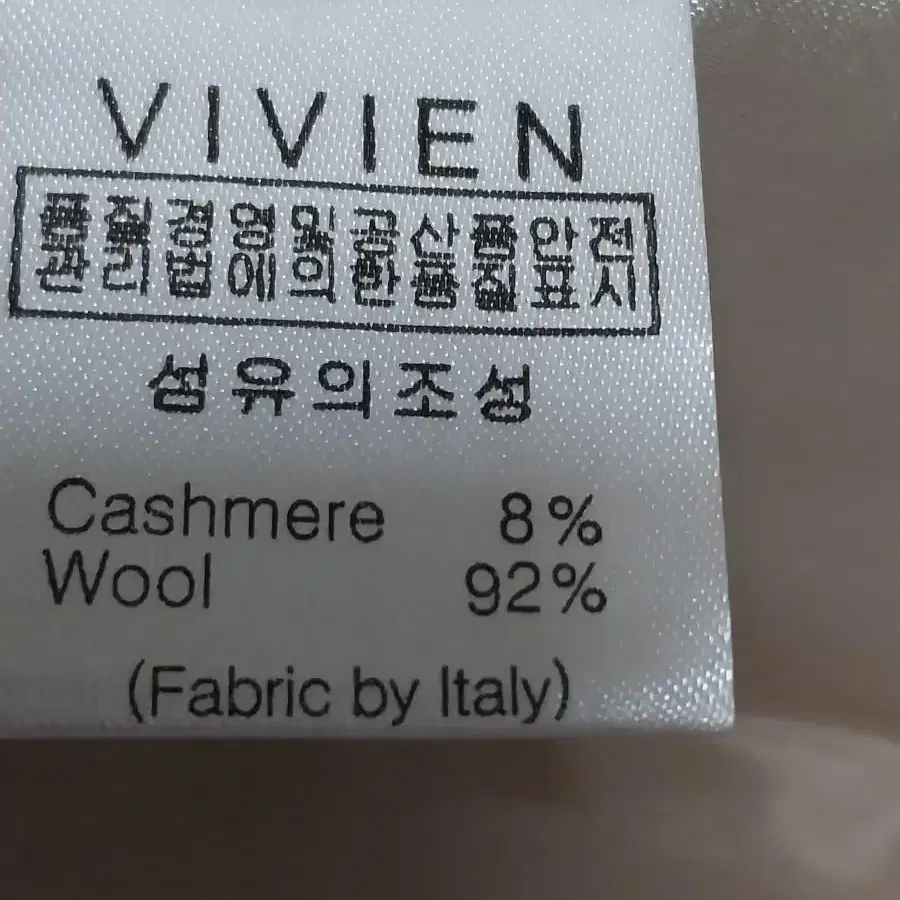 VIVIEN
품질경영및공산품안전
관리법에의한품질표시
섬유의조성
Cashmere 8%
Wool 92%
(Fabric by Italy)